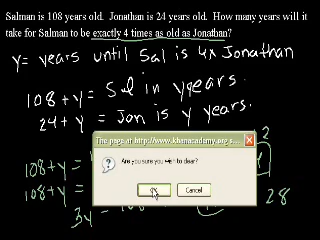 Salman is 108 years old. Jonathan is 24 years old. How many years will it
take for Salman to be exactly 4 times as old as Jonathan?
y = years until Sal is 4x Jonathan
108 + y = Sal in y years.
24 + y = Jon is y years.
The page at http://www.khanacademy.org s...
Are you sure you wish to clear?
OK Cancel
108 + y =
2
108 + y =
28
3y =